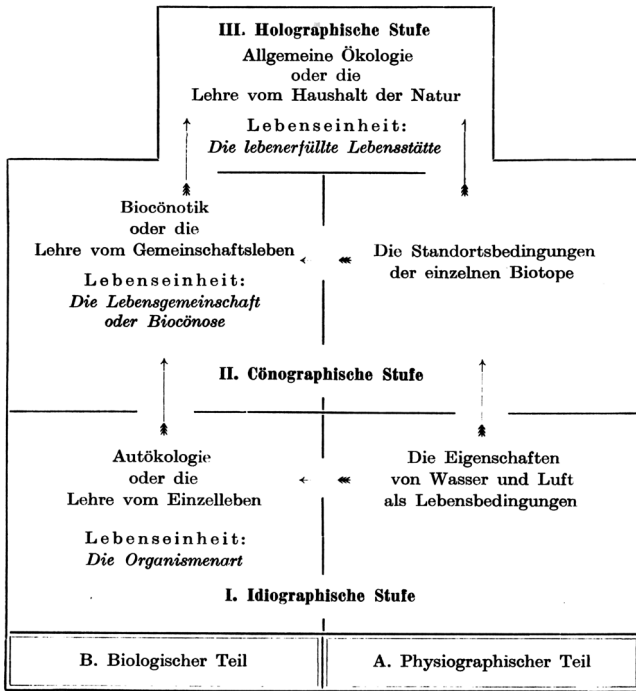 III. Holographische Stufe
Allgemeine Ökologie
oder die
Lehre vom Haushalt der Natur
Lebenseinheit:
Die lebenerfüllte Lebensstätte
Biocönotik
oder die
Lehre vom Gemeinschaftsleben
Lebenseinheit:
Die Lebensgemeinschaft
oder Biocönose
Die Standortsbedingungen
der einzelnen Biotope
II. Cönographische Stufe
Autökologie
oder die
Lehre vom Einzelleben
Lebenseinheit:
Die Organismenart
Die Eigenschaften
von Wasser und Luft
als Lebensbedingungen
I. Idiographische Stufe
B. Biologischer Teil
A. Physiographischer Teil